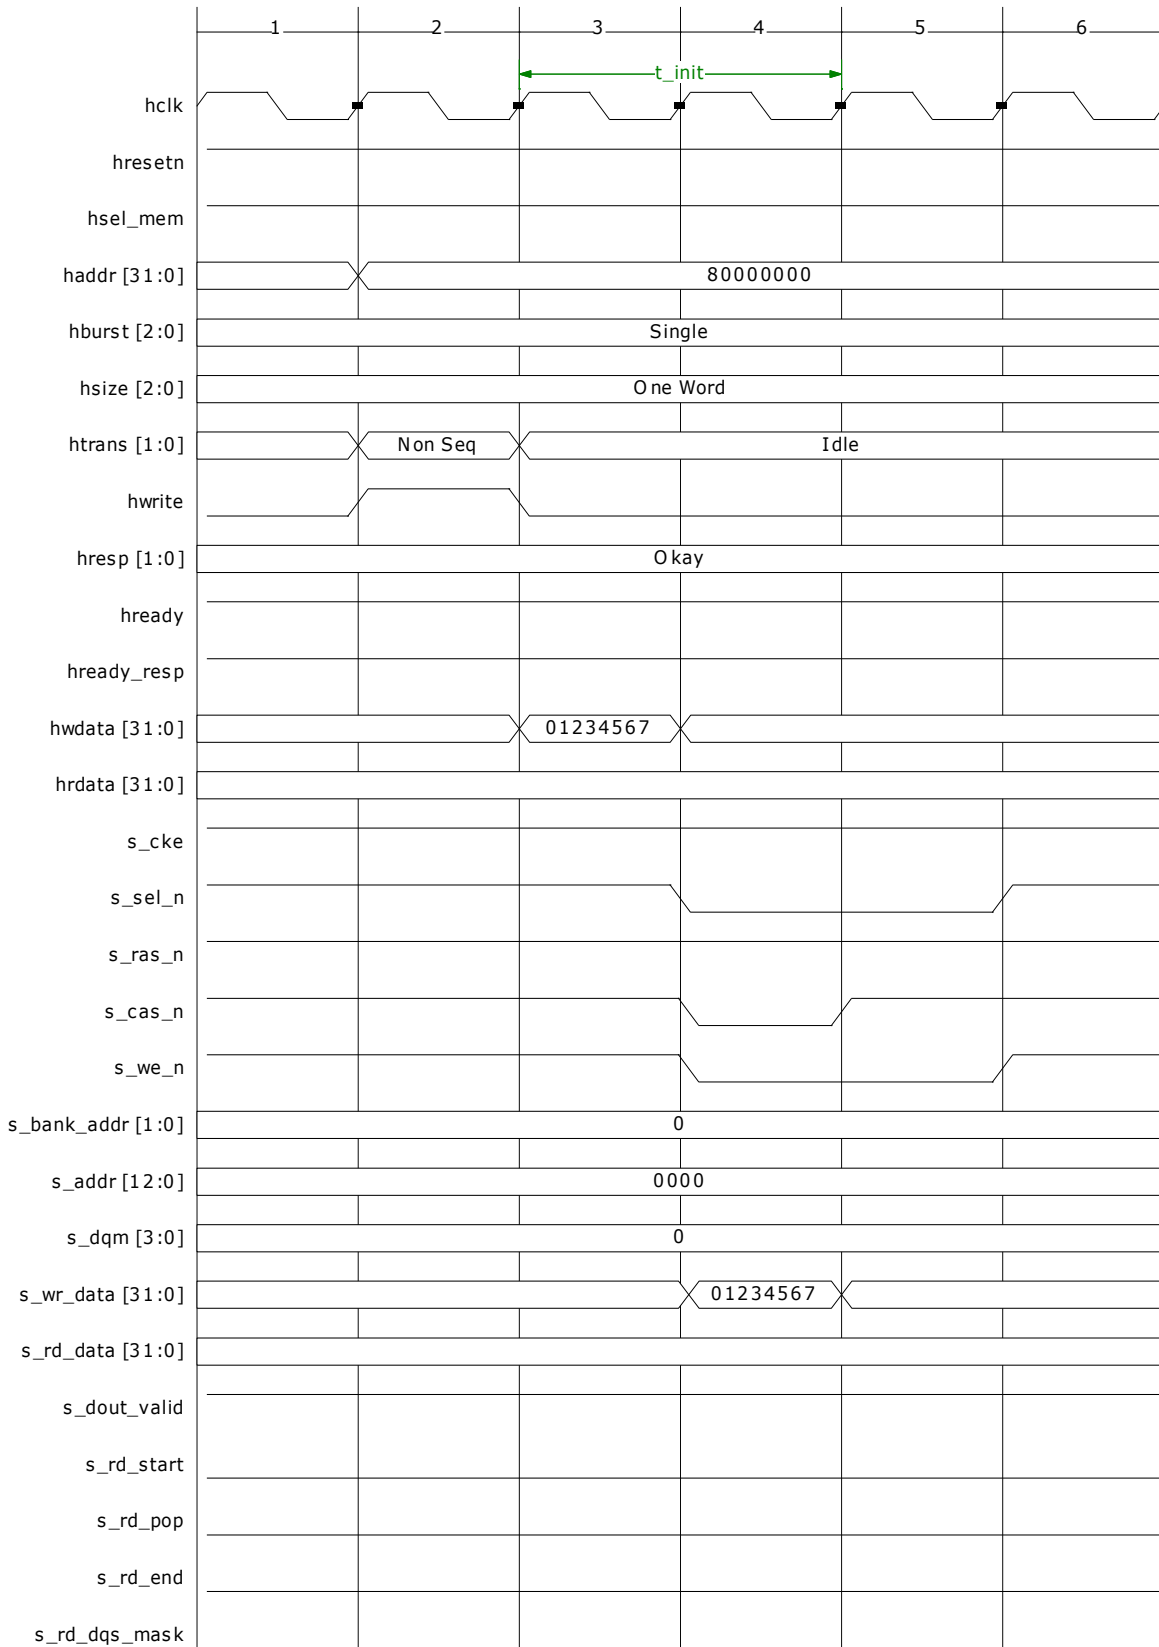 1 2 3 4 5 6
t_init
hclk
hresetn
hsel_mem
haddr [31:0] 80000000
hburst [2:0] Single
hsize [2:0] One Word
htrans [1:0] Non Seq Idle
hwrite
hresp [1:0] Okay
hready
hready_resp
hwdata [31:0] 01234567
hrdata [31:0]
s_cke
s_sel_n
s_ras_n
s_cas_n
s_we_n
s_bank_addr [1:0] 0
s_addr [12:0] 0000
s_dqm [3:0] 0
s_wr_data [31:0] 01234567
s_rd_data [31:0]
s_dout_valid
s_rd_start
s_rd_pop
s_rd_end
s_rd_dqs_mask